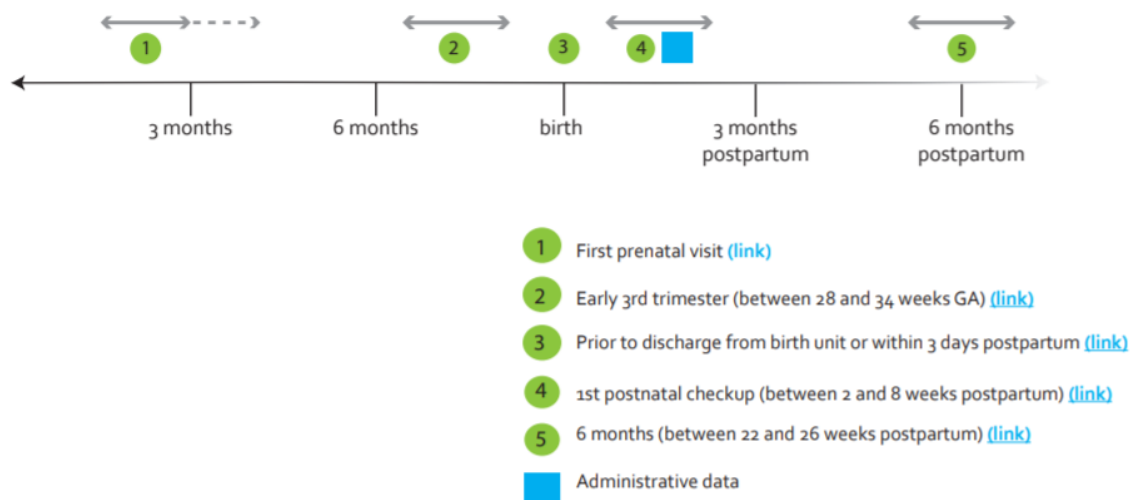 1
2
3
4
5
3 months
6 months
birth
3 months
postpartum
6 months
postpartum
1 First prenatal visit (link)
2 Early 3rd trimester (between 28 and 34 weeks GA) (link)
3 Prior to discharge from birth unit or within 3 days postpartum (link)
4 1st postnatal checkup (between 2 and 8 weeks postpartum) (link)
5 6 months (between 22 and 26 weeks postpartum) (link)
Administrative data